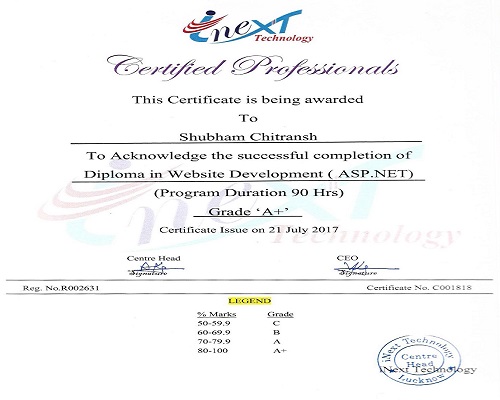 inexT
Technology
Certified Professionals
This Certificate is being awarded
To
Shubham Chitransh
To Acknowledge the successful completion of
Diploma in Website Development ( ASP.NET)
(Program Duration 90 Hrs)
Grade ‘A+’
Certificate Issue on 21 July 2017
inexT
Technology
Centre Head
Signature
CEO
Signature
Reg. No.R002631
Certificate No. C001818
LEGEND
% Marks Grade
50-59.9 C
60-69.9 B
70-79.9 A
80-100 A+
iNext Technology
Centre
Head
Lucknow
iNext Technology